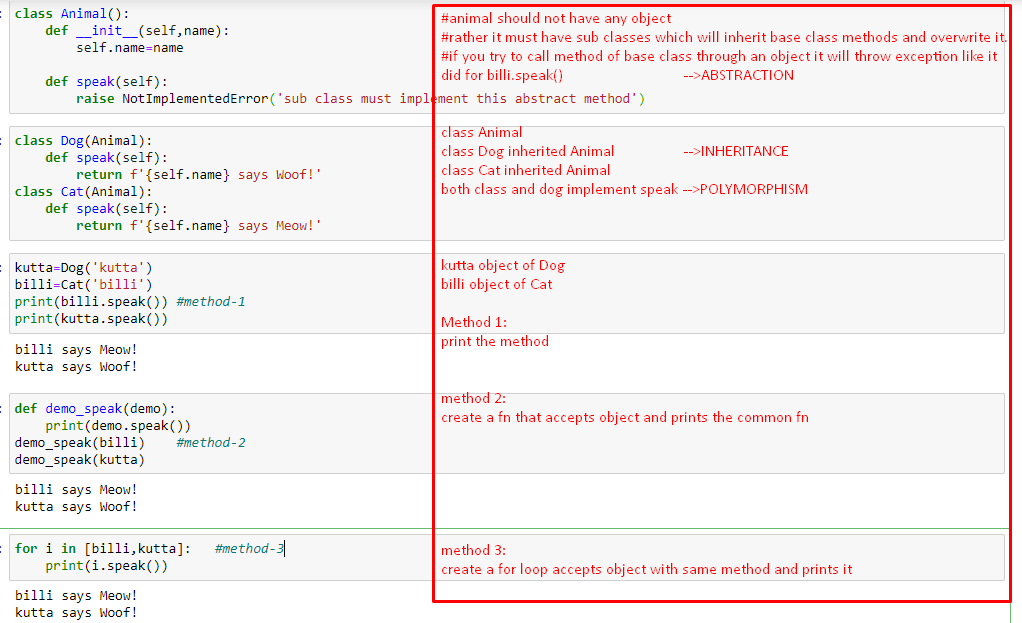 class Animal():
    def __init__(self,name):
        self.name=name
    def speak(self):
        raise NotImplementedError('sub class must implement this abstract method')
#animal should not have any object
#rather it must have sub classes which will inherit base class methods and overwrite it.
#if you try to call method of base class through an object it will throw exception like it
did for billi.speak() -->ABSTRACTION
class Dog(Animal):
    def speak(self):
        return f'{self.name} says Woof!'
class Cat(Animal):
    def speak(self):
        return f'{self.name} says Meow!'
class Animal
class Dog inherited Animal -->INHERITANCE
class Cat inherited Animal
both class and dog implement speak -->POLYMORPHISM
kutta=Dog('kutta')
billi=Cat('billi')
print(billi.speak()) #method-1
print(kutta.speak())
billi says Meow!
kutta says Woof!
kutta object of Dog
billi object of Cat
Method 1:
print the method
def demo_speak(demo):
    print(demo.speak())
demo_speak(billi)    #method-2
demo_speak(kutta)
billi says Meow!
kutta says Woof!
method 2:
create a fn that accepts object and prints the common fn
for i in [billi,kutta]:   #method-3
    print(i.speak())
billi says Meow!
kutta says Woof!
method 3:
create a for loop accepts object with same method and prints it